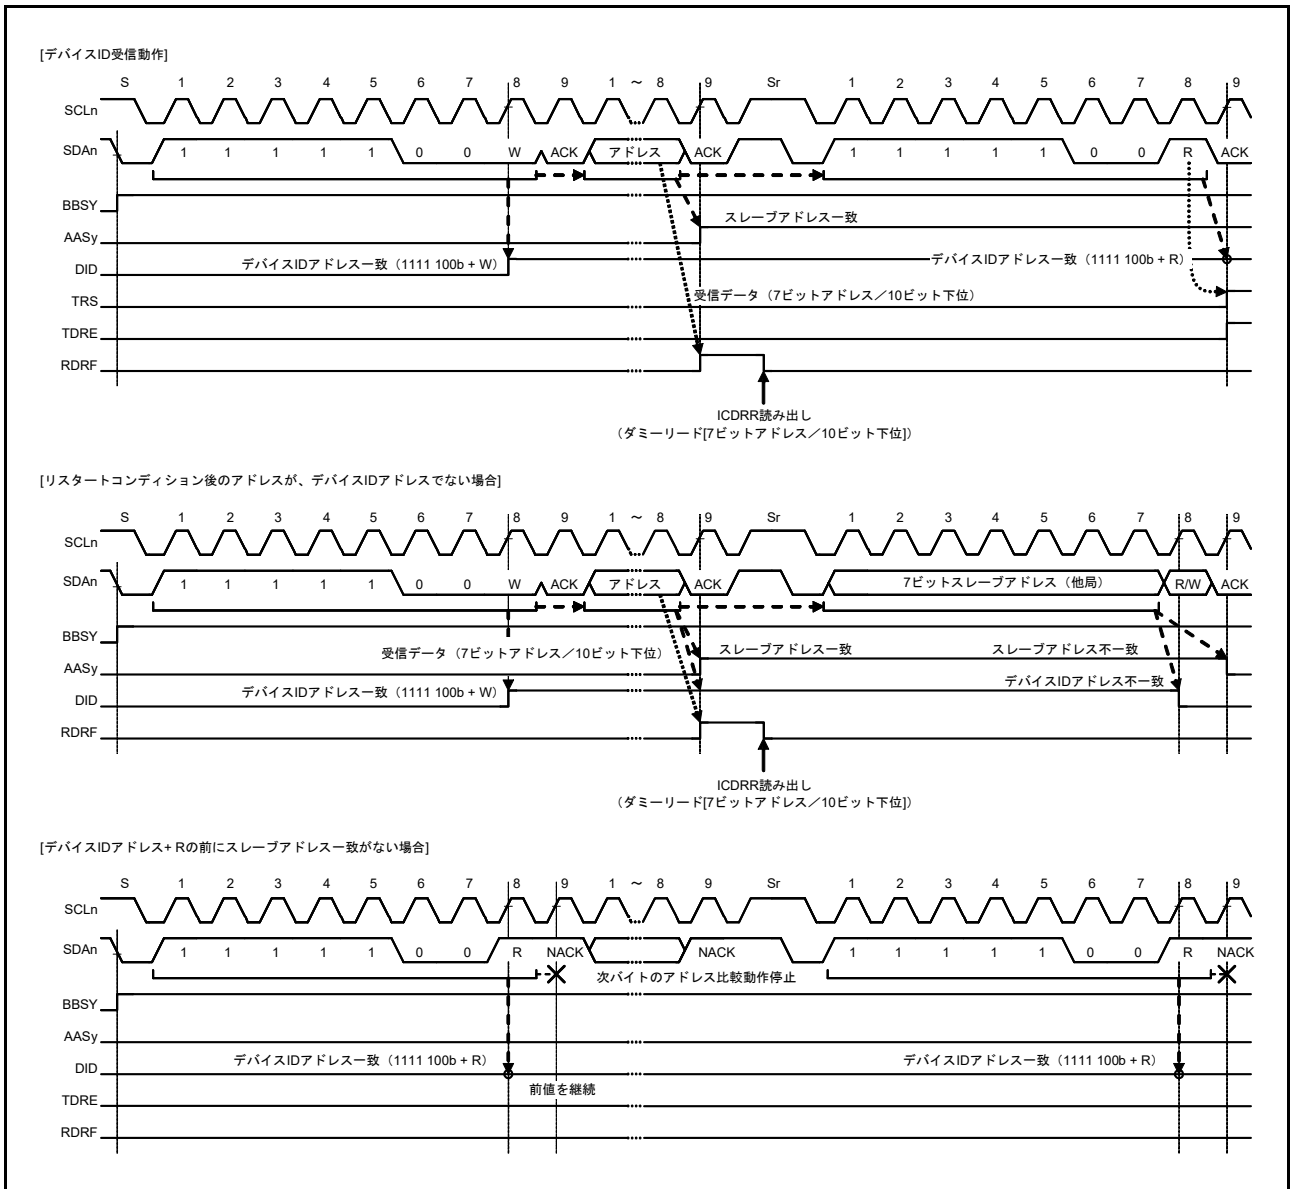 [デバイスID受信動作]
S 1 2 3 4 5 6 7 8 9 1 ～ 8 9 Sr 1 2 3 4 5 6 7 8 9
SCLn
SDAn 1 1 1 1 1 0 0 W ACK アドレス ACK 1 1 1 1 1 0 0 R ACK
BBSY
スレーブアドレス一致
AASy
デバイスIDアドレス一致（1111 100b + W） デバイスIDアドレス一致（1111 100b + R）
DID
受信データ（7ビットアドレス／10ビット下位）
TRS
TDRE
RDRF
ICDRR読み出し
（ダミーリード[7ビットアドレス／10ビット下位]）
[リスタートコンディション後のアドレスが、デバイスIDアドレスでない場合]
S 1 2 3 4 5 6 7 8 9 1 ～ 8 9 Sr 1 2 3 4 5 6 7 8 9
SCLn
SDAn 1 1 1 1 1 0 0 W ACK アドレス ACK 7ビットスレーブアドレス（他局） R/W ACK
BBSY
受信データ（7ビットアドレス／10ビット下位） スレーブアドレス一致 スレーブアドレス不一致
AASy
デバイスIDアドレス一致（1111 100b + W） デバイスIDアドレス不一致
DID
RDRF
ICDRR読み出し
（ダミーリード[7ビットアドレス／10ビット下位]）
[デバイスIDアドレス+ Rの前にスレーブアドレス一致がない場合]
S 1 2 3 4 5 6 7 8 9 1 ～ 8 9 Sr 1 2 3 4 5 6 7 8 9
SCLn
SDAn 1 1 1 1 1 0 0 R NACK NACK 1 1 1 1 1 0 0 R NACK
次バイトのアドレス比較動作停止
BBSY
AASy
デバイスIDアドレス一致（1111 100b + R） デバイスIDアドレス一致（1111 100b + R）
DID
前値を継続
TDRE
RDRF